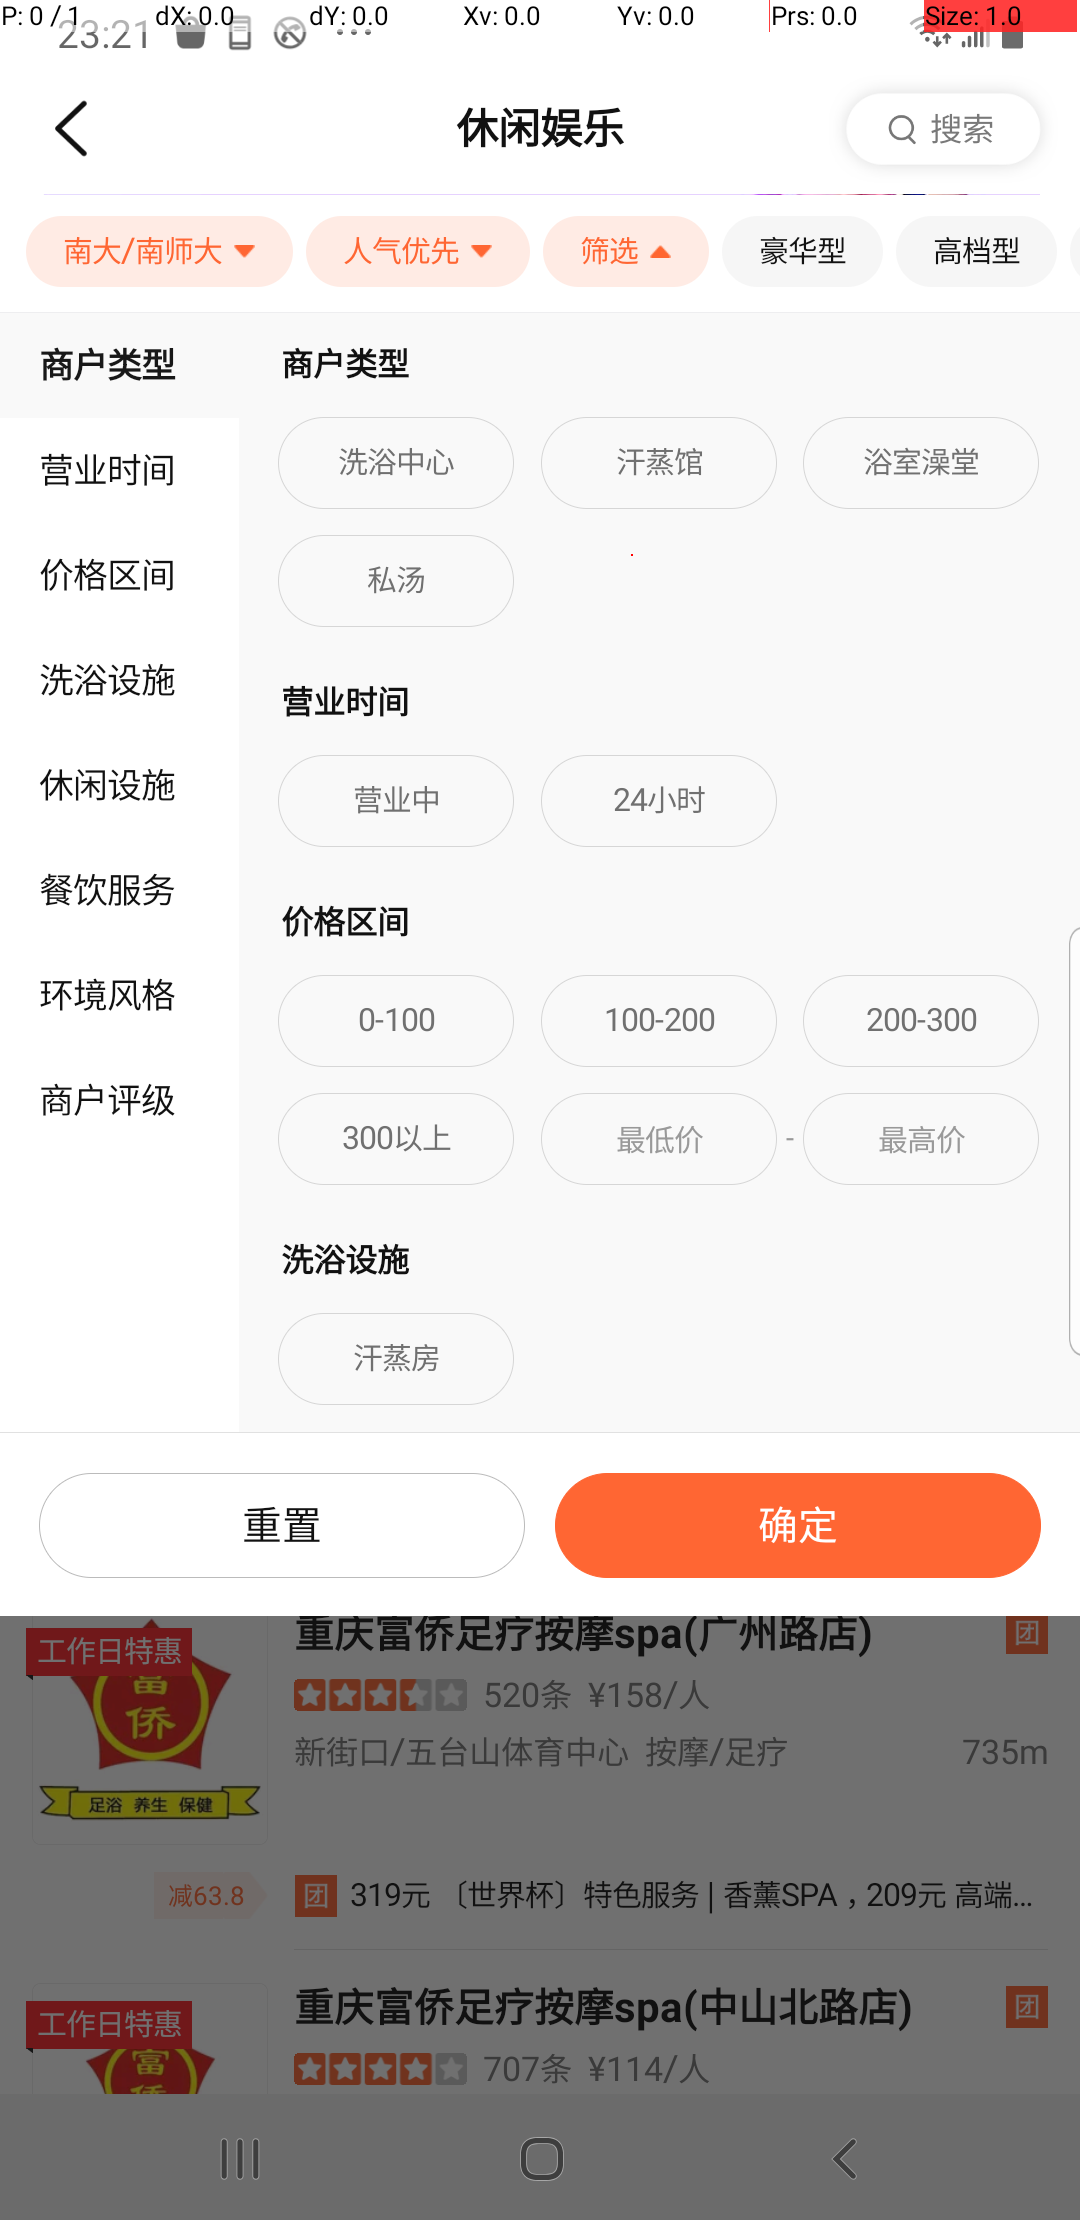 P: 0 / 1 dX: 0.0 dY: 0.0 Xv: 0.0 Yv: 0.0 Prs: 0.0 Size: 1.0
23:21
休闲娱乐 搜索
南大/南师大 人气优先 筛选 豪华型 高档型
商户类型
营业时间
价格区间
洗浴设施
休闲设施
餐饮服务
环境风格
商户评级
商户类型
洗浴中心 汗蒸馆 浴室澡堂
私汤
营业时间
营业中 24小时
价格区间
0-100 100-200 200-300
300以上 最低价 - 最高价
洗浴设施
汗蒸房
重置 确定
工作日特惠
富
侨
足浴 养生 保健
重庆富侨足疗按摩spa(广州路店) 团
520条 ¥158/人
新街口/五台山体育中心 按摩/足疗 735m
减63.8 团 319元 〔世界杯〕特色服务 | 香薰SPA，209元 高端...
工作日特惠
富
重庆富侨足疗按摩spa(中山北路店) 团
707条 ¥114/人